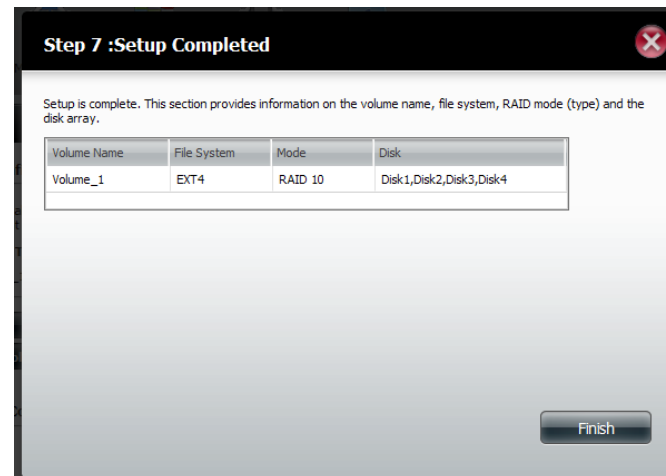 Step 7 :Setup Completed
Setup is complete. This section provides information on the volume name, file system, RAID mode (type) and the
disk array.
Volume Name File System Mode Disk
Volume_1 EXT4 RAID 10 Disk1,Disk2,Disk3,Disk4
Finish